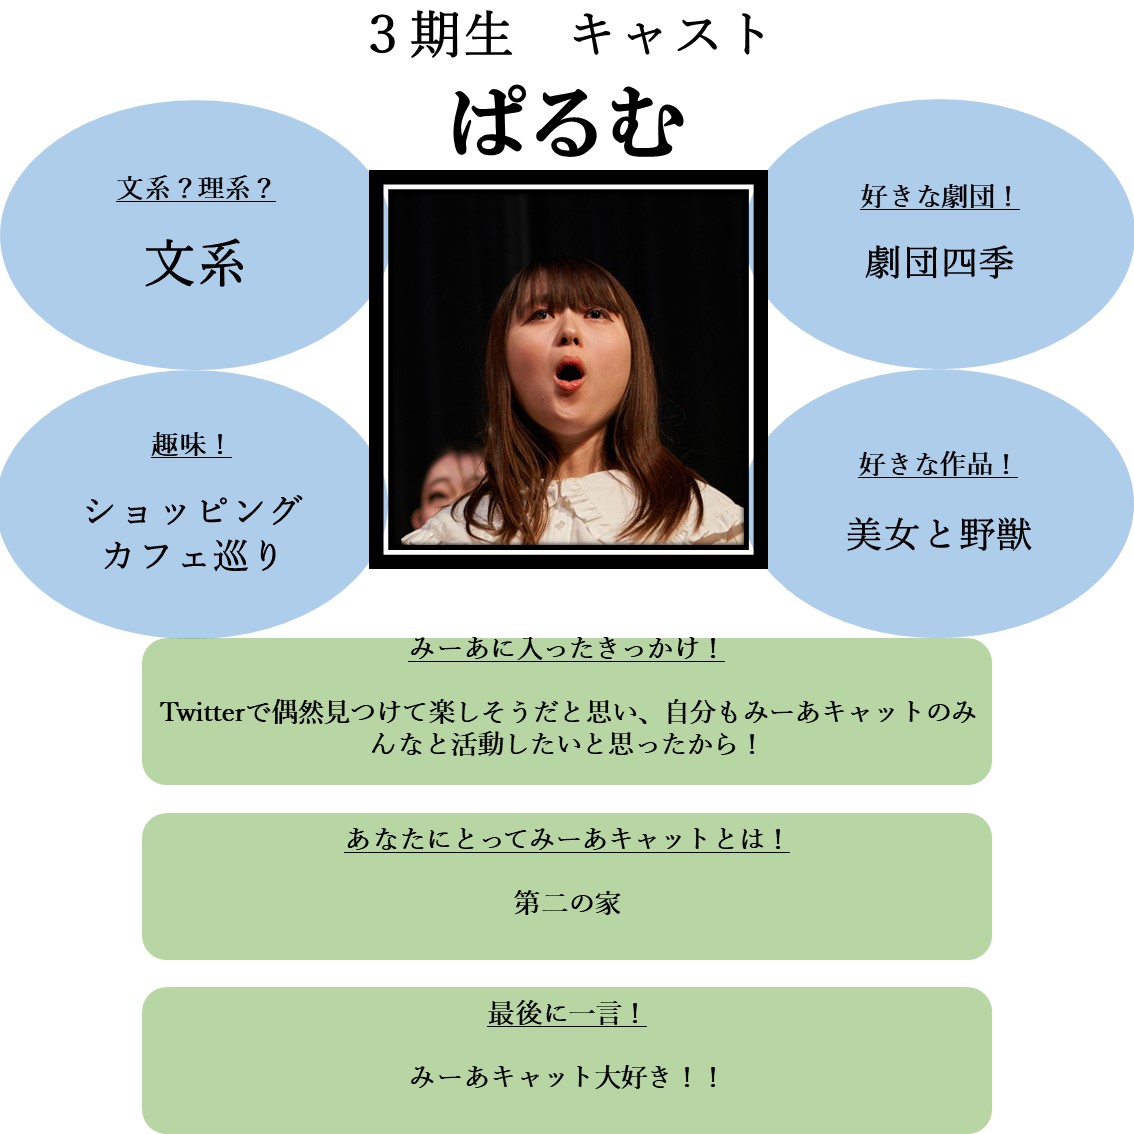 ３期生　キャスト
ぱるむ
文系？理系？
文系
好きな劇団！
劇団四季
趣味！
ショッピング
カフェ巡り
好きな作品！
美女と野獣
みーあに入ったきっかけ！
Twitterで偶然見つけて楽しそうだと思い、自分もみーあキャットのみ
んなと活動したいと思ったから！
あなたにとってみーあキャットとは！
第二の家
最後に一言！
みーあキャット大好き！！